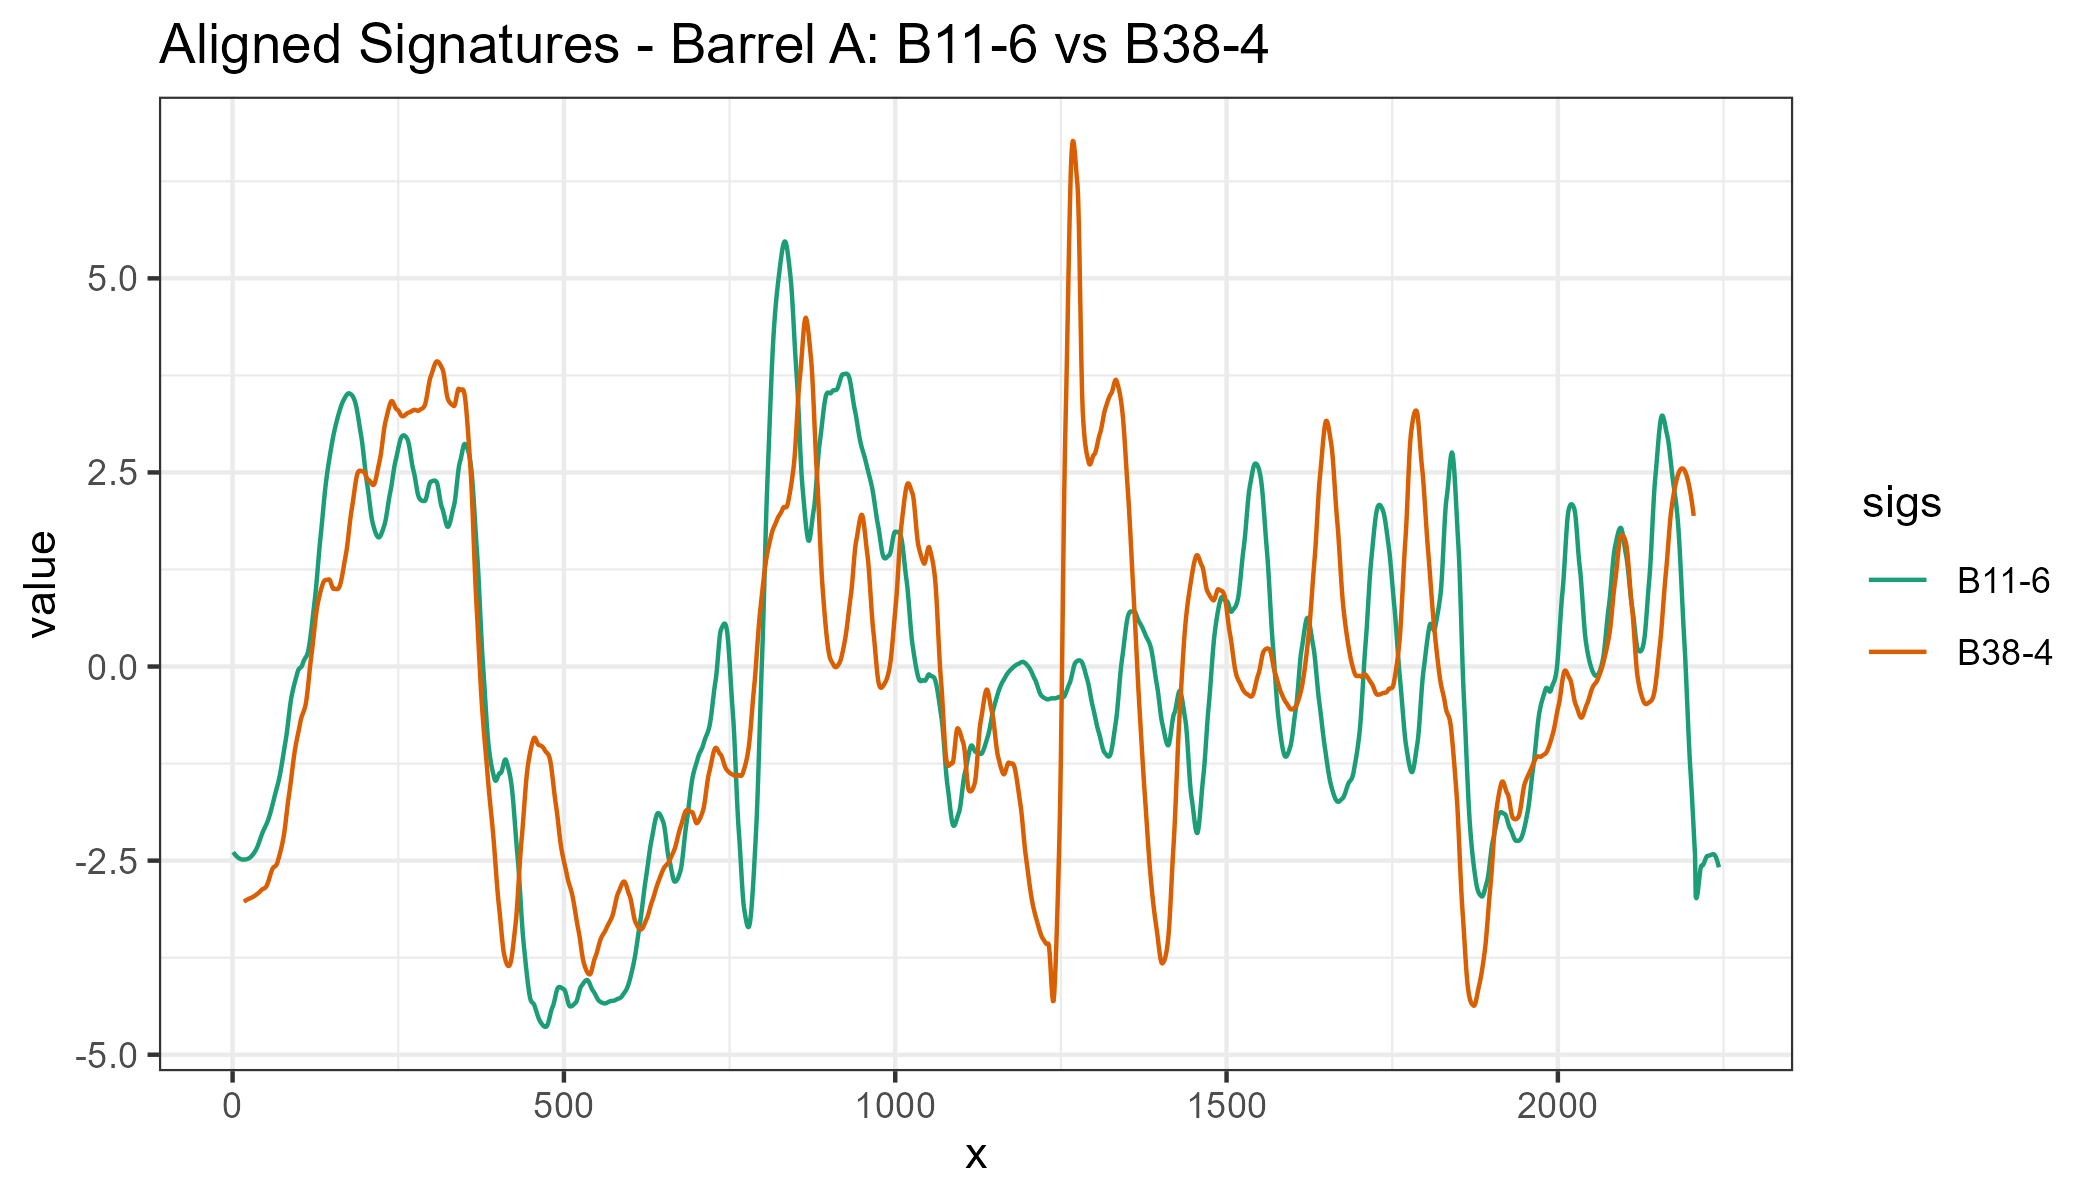 Aligned Signatures - Barrel A: B11-6 vs B38-4
value
5.0
2.5
0.0
-2.5
-5.0
0 500 1000 1500 2000
x
sigs
B11-6
B38-4